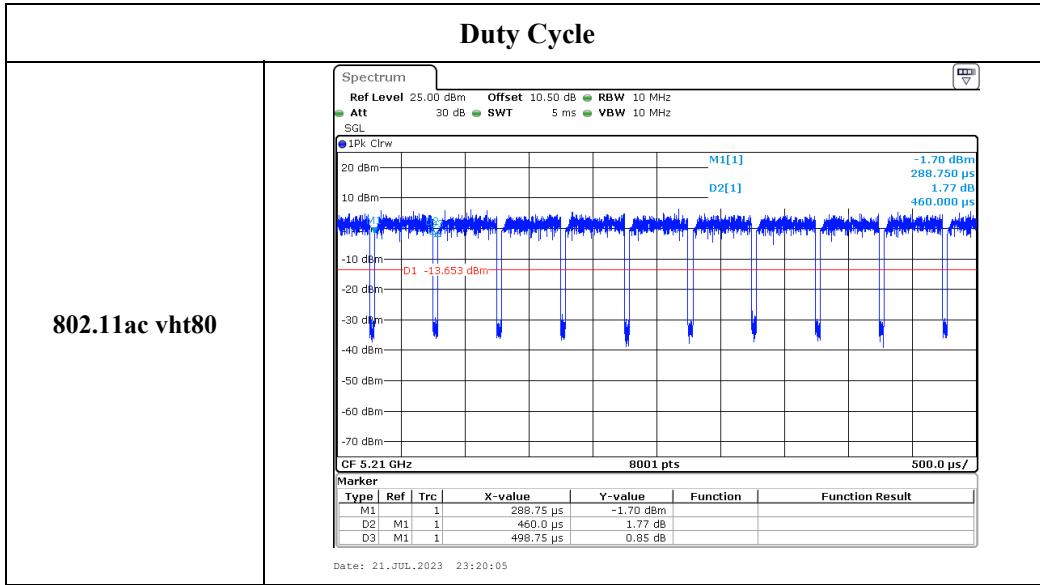 Duty Cycle
802.11ac vht80
Spectrum
Ref Level 25.00 dBm Offset 10.50 dB RBW 10 MHz
Att 30 dB SWT 5 ms VBW 10 MHz
SGL
1Pk Clrw
M1[1] -1.70 dBm
288.750 µs
D2[1] 1.77 dB
460.000 µs
20 dBm
10 dBm
-10 dBm
D1 -13.653 dBm
-20 dBm
-30 dBm
-40 dBm
-50 dBm
-60 dBm
-70 dBm
CF 5.21 GHz 8001 pts 500.0 µs/
Marker
Type Ref Trc X-value Y-value Function Function Result
M1 1 288.75 µs -1.70 dBm
D2 M1 1 460.0 µs 1.77 dB
D3 M1 1 498.75 µs 0.85 dB
Date: 21.JUL.2023 23:20:05